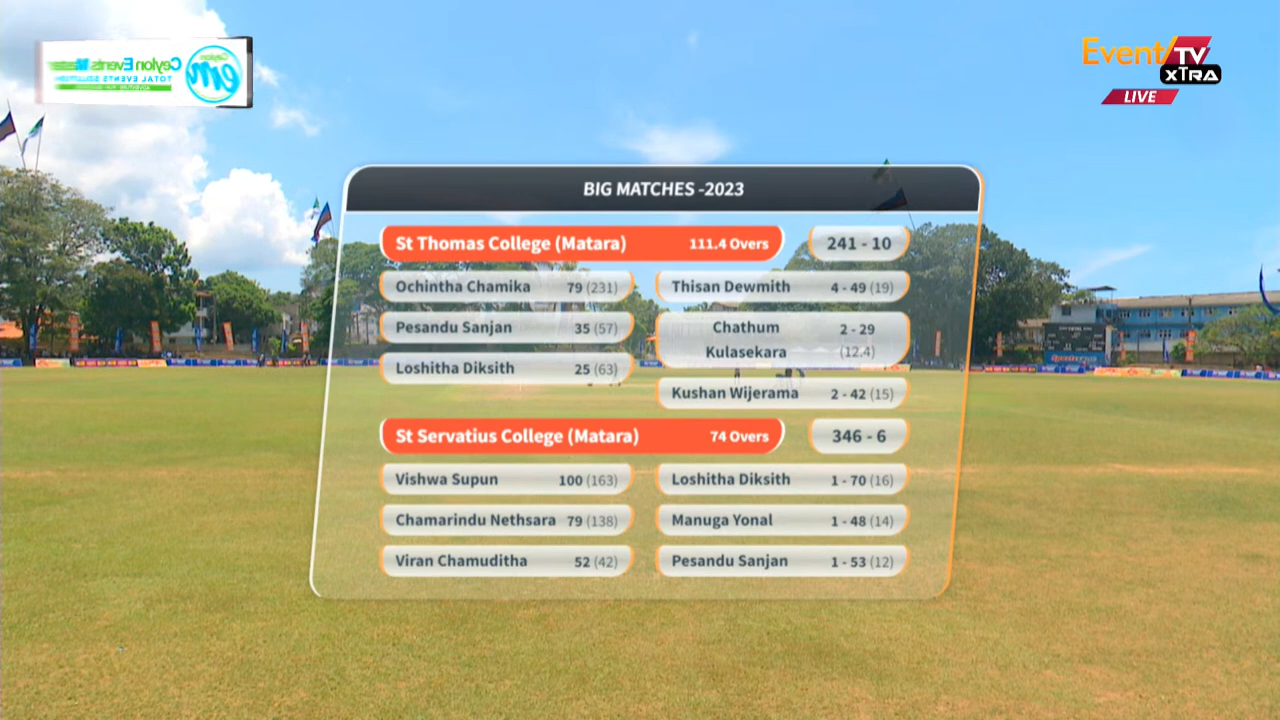 Ceylon Events Master
TOTAL EVENTS SOLUTION
Event TV
XTRA
LIVE
BIG MATCHES -2023
St Thomas College (Matara) 111.4 Overs 241 - 10
Ochintha Chamika 79 (231) Thisan Dewmith 4 - 49 (19)
Pesandu Sanjan 35 (57) Chathum Kulasekara 2 - 29 (12.4)
Loshitha Diksith 25 (63)
Kushan Wijerama 2 - 42 (15)
St Servatius College (Matara) 74 Overs 346 - 6
Vishwa Supun 100 (163) Loshitha Diksith 1 - 70 (16)
Chamarindu Nethsara 79 (138) Manuga Yonal 1 - 48 (14)
Viran Chamuditha 52 (42) Pesandu Sanjan 1 - 53 (12)